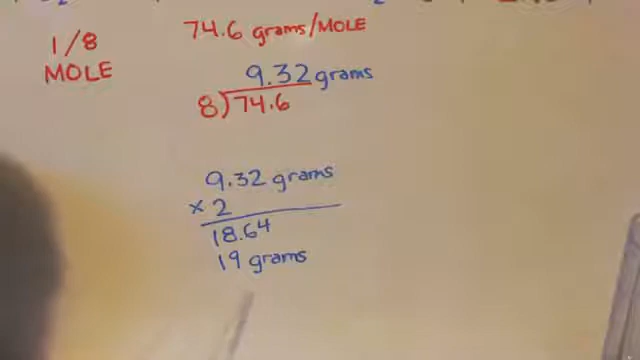 74.6 grams/MOLE
1/8
MOLE
9.32 grams
8)74.6
9.32 grams
× 2
18.64
19 grams